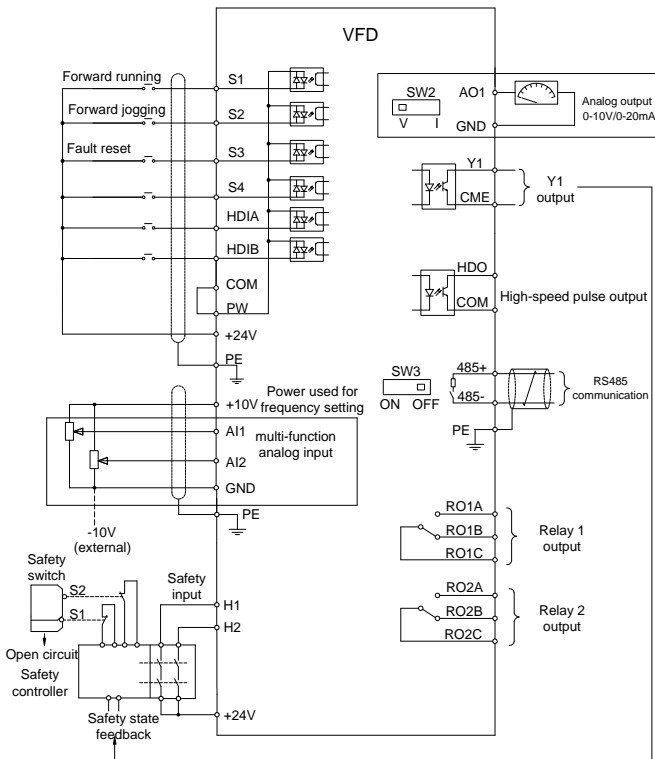 VFD
Forward running
S1
Forward jogging
S2
Fault reset
S3
S4
HDIA
HDIB
COM
PW
+24V
PE
SW2
V I
AO1
GND
Analog output
0-10V/0-20mA
Y1
CME
Y1
output
HDO
COM
High-speed pulse output
SW3
ON OFF
485+
485-
PE
RS485
communication
Power used for
frequency setting
+10V
AI1
AI2
GND
PE
multi-function
analog input
-10V
(external)
RO1A
RO1B
RO1C
Relay 1
output
RO2A
RO2B
RO2C
Relay 2
output
Safety
switch
S2
S1
Open circuit
Safety
controller
Safety
input
H1
H2
+24V
Safety state
feedback